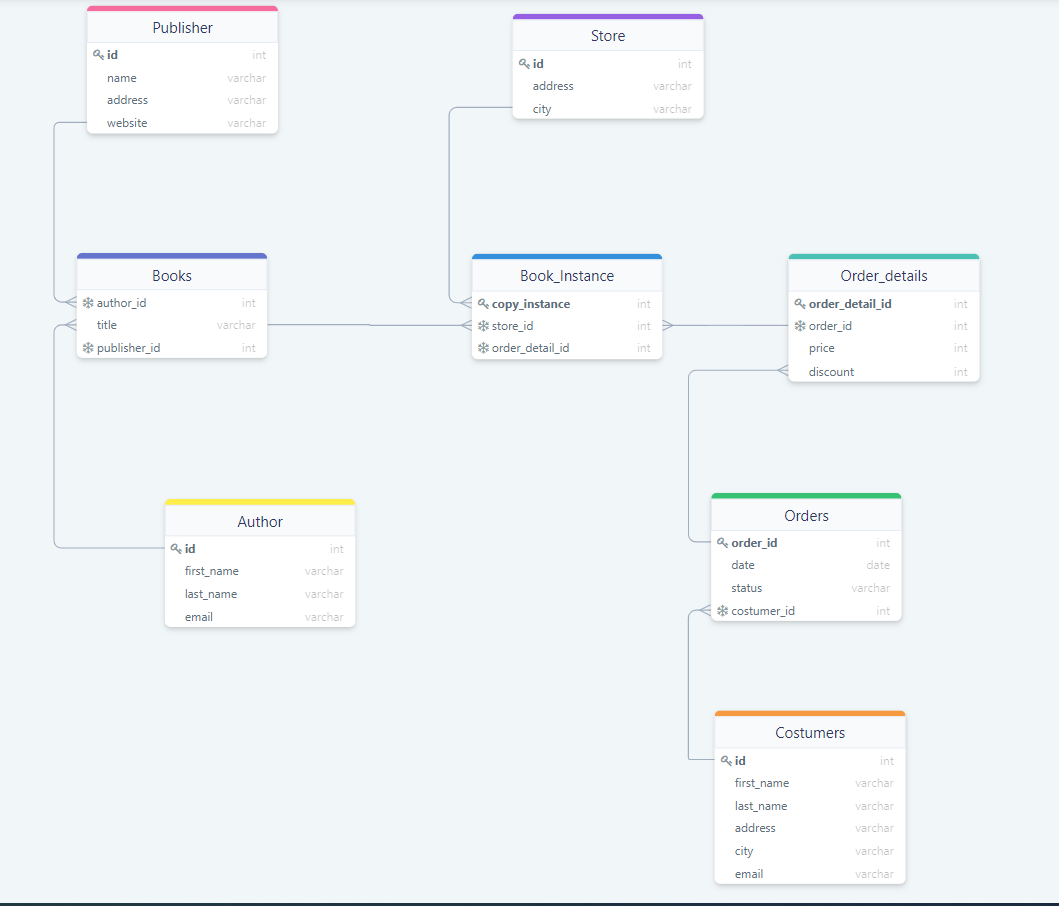 Publisher
id int
name varchar
address varchar
website varchar
Store
id int
address varchar
city varchar
Books
author_id int
title varchar
publisher_id int
Book_Instance
copy_instance int
store_id int
order_detail_id int
Order_details
order_detail_id int
order_id int
price int
discount int
Author
id int
first_name varchar
last_name varchar
email varchar
Orders
order_id int
date date
status varchar
costumer_id int
Costumers
id int
first_name varchar
last_name varchar
address varchar
city varchar
email varchar